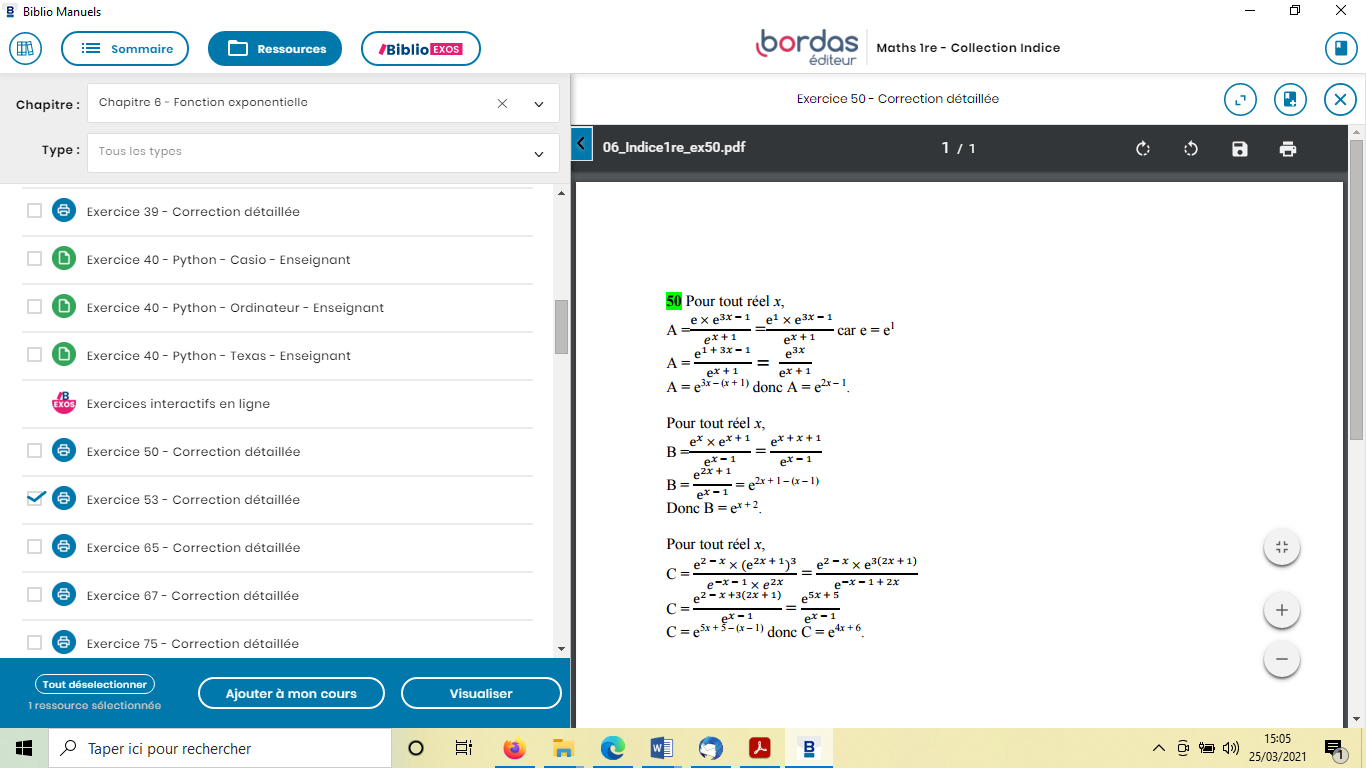 Biblio Manuels
Sommaire
Ressources
/Biblio EXOS
bordas
éditeur
Maths 1re - Collection Indice
Chapitre :
Chapitre 6 - Fonction exponentielle
Type :
Tous les types
Exercice 39 - Correction détaillée
Exercice 40 - Python - Casio - Enseignant
Exercice 40 - Python - Ordinateur - Enseignant
Exercice 40 - Python - Texas - Enseignant
B EXOS
Exercices interactifs en ligne
Exercice 50 - Correction détaillée
Exercice 53 - Correction détaillée
Exercice 65 - Correction détaillée
Exercice 67 - Correction détaillée
Exercice 75 - Correction détaillée
Tout déselectionner
1 ressource sélectionnée
Ajouter à mon cours
Visualiser
Exercice 50 - Correction détaillée
06_Indice1re_ex50.pdf
1 / 1
50 Pour tout réel x,
A = (e × e^(3x − 1))/(e^(x + 1)) = (e^1 × e^(3x − 1))/(e^(x + 1)) car e = e^1
A = (e^(1 + 3x − 1))/(e^(x + 1)) = (e^(3x))/(e^(x + 1))
A = e^(3x – (x + 1)) donc A = e^(2x – 1).
Pour tout réel x,
B = (e^x × e^(x + 1))/(e^(x − 1)) = (e^(x + x + 1))/(e^(x − 1))
B = (e^(2x + 1))/(e^(x − 1)) = e^(2x + 1 – (x – 1))
Donc B = e^(x + 2).
Pour tout réel x,
C = (e^(2 − x) × (e^(2x + 1))^3)/(e^(−x − 1) × e^(2x)) = (e^(2 − x) × e^(3(2x + 1)))/(e^(−x − 1 + 2x))
C = (e^(2 − x +3(2x + 1)))/(e^(x − 1)) = (e^(5x + 5))/(e^(x − 1))
C = e^(5x + 5 – (x – 1)) donc C = e^(4x + 6).
Taper ici pour rechercher
15:05
25/03/2021
1